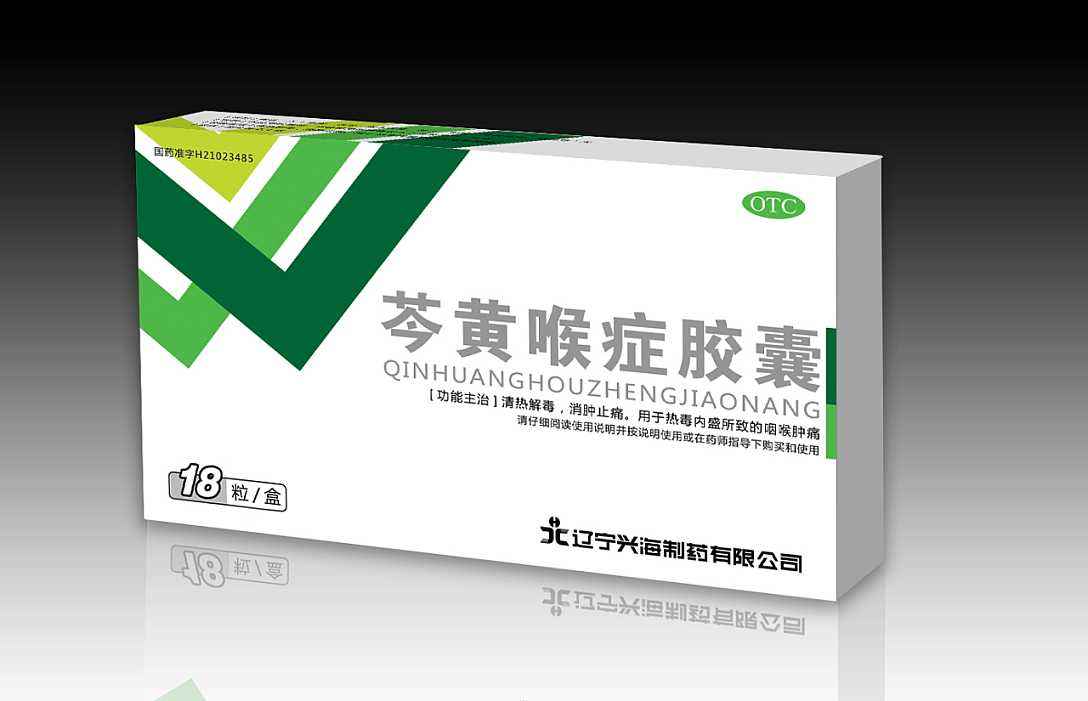 国药准字H21023485
OTC
芩黄喉症胶囊
QINHUANGHOUZHENGJIAONANG
[功能主治]清热解毒，消肿止痛。用于热毒内盛所致的咽喉肿痛
请仔细阅读使用说明并按说明使用或在药师指导下购买和使用
18粒/盒
辽宁兴海制药有限公司